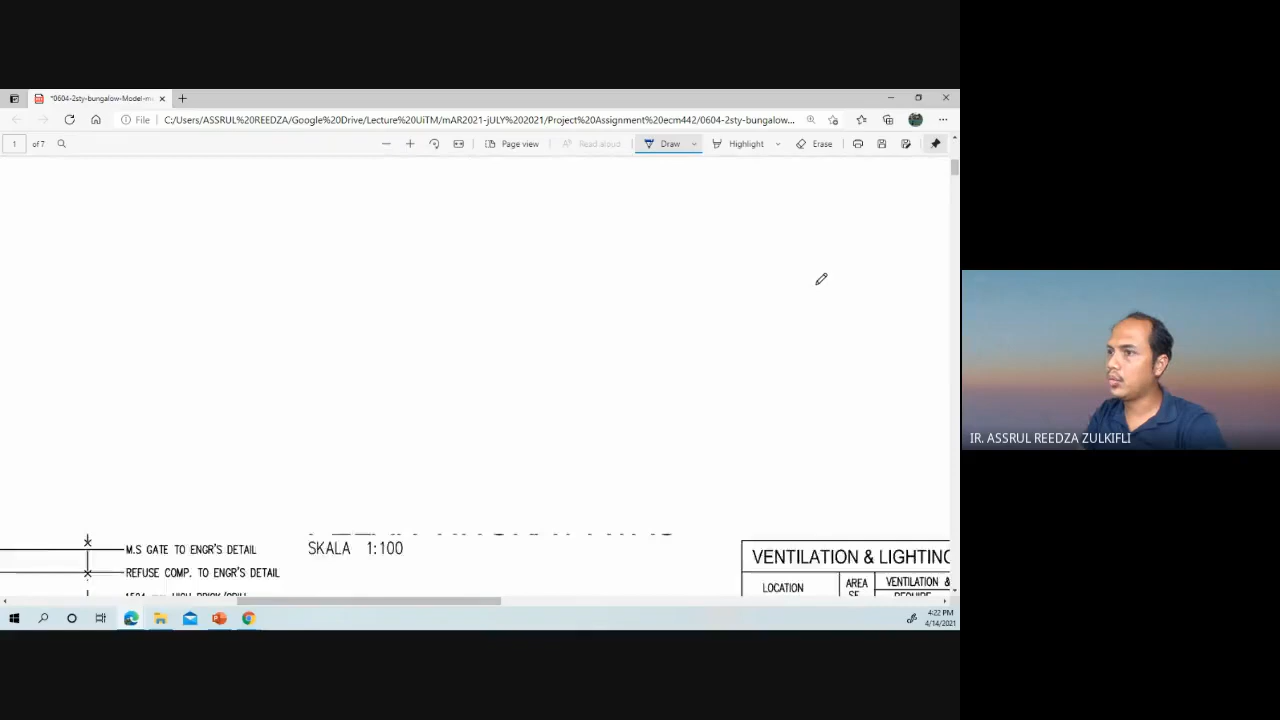 *0604-2sty-bungalow-Model-m
File C:/Users/ASSRUL%20REEDZA/Google%20Drive/Lecture%20UiTM/mAR2021-jULY%202021/Project%20Assignment%20ecm442/0604-2sty-bungalow...
1 of 7 Page view Read aloud Draw Highlight Erase
M.S GATE TO ENGR'S DETAIL
REFUSE COMP. TO ENGR'S DETAIL
SKALA 1:100
VENTILATION & LIGHTING
LOCATION
AREA
VENTILATION &
IR. ASSRUL REEDZA ZULKIFLI
4:22 PM
4/14/2021